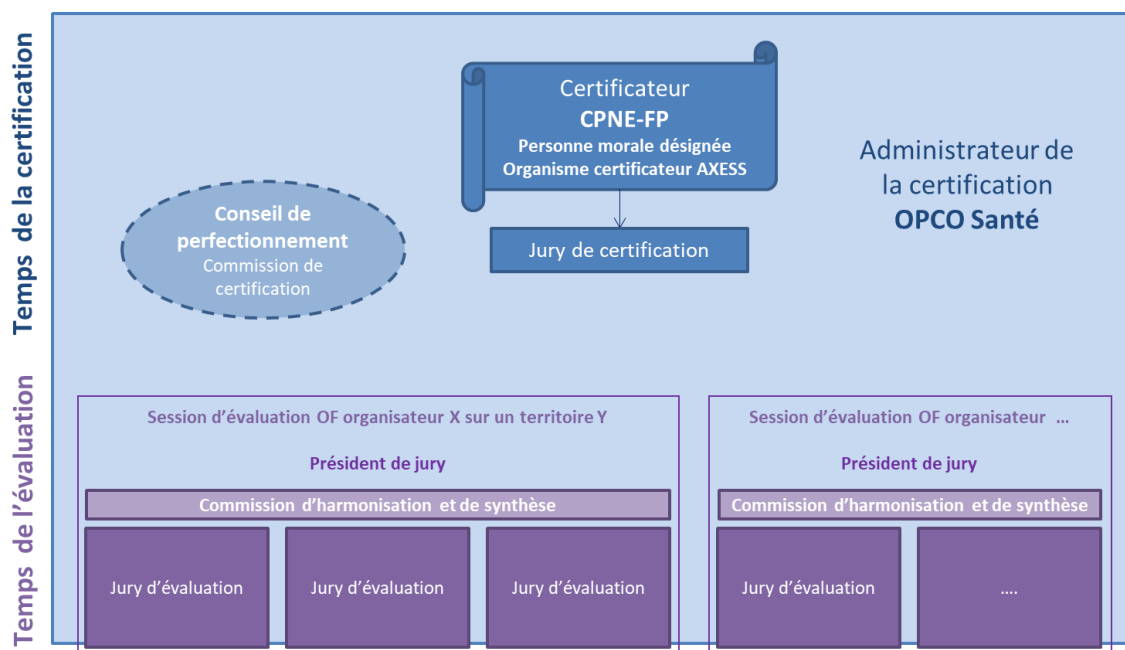 Temps de la certification
Certificateur
CPNE-FP
Personne morale désignée
Organisme certificateur AXESS
Administrateur de
la certification
OPCO Santé
Conseil de
perfectionnement
Commission de
certification
Jury de certification
Temps de l’évaluation
Session d’évaluation OF organisateur X sur un territoire Y
Président de jury
Commission d’harmonisation et de synthèse
Jury d’évaluation
Jury d’évaluation
Jury d’évaluation
Session d’évaluation OF organisateur …
Président de jury
Commission d’harmonisation et de synthèse
Jury d’évaluation
….